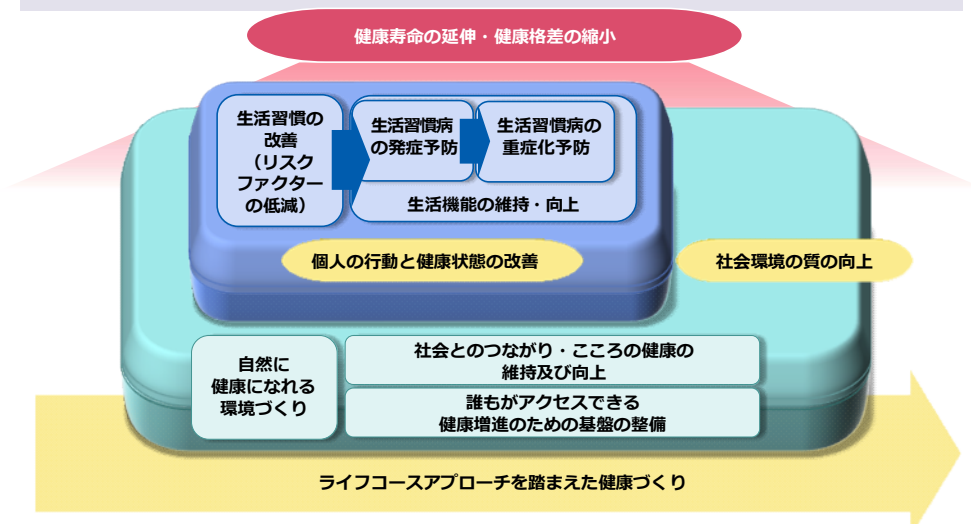 健康寿命の延伸・健康格差の縮小
生活習慣の
改善
（リスク
ファクター
の低減）
生活習慣病
の発症予防
生活習慣病の
重症化予防
生活機能の維持・向上
個人の行動と健康状態の改善
社会環境の質の向上
自然に
健康になれる
環境づくり
社会とのつながり・こころの健康の
維持及び向上
誰もがアクセスできる
健康増進のための基盤の整備
ライフコースアプローチを踏まえた健康づくり